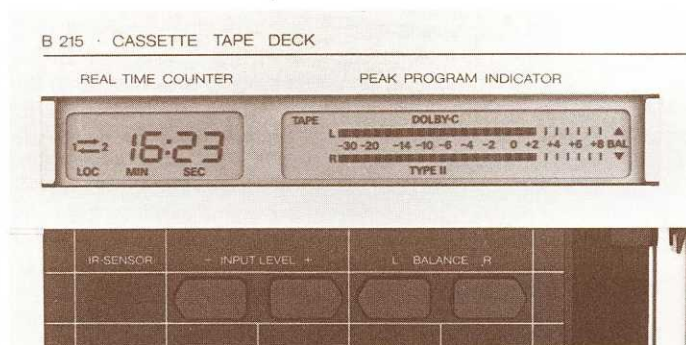 B 215 · CASSETTE TAPE DECK
REAL TIME COUNTER PEAK PROGRAM INDICATOR
TAPE DOLBY·C
L
1 2 16:23 -30 -20 -14 -10 -6 -4 -2 0 +2 +4 +6 +8 BAL
R
LOC MIN SEC TYPE II
IR-SENSOR - INPUT LEVEL + L BALANCE R